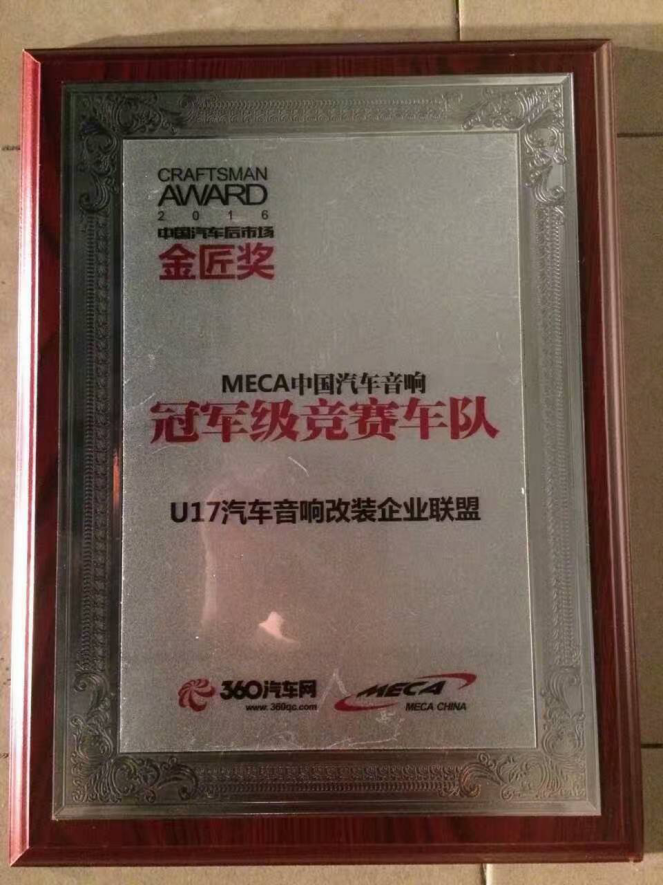 CRAFTSMAN
AWARD
2016
中国汽车后市场
金匠奖
MECA中国汽车音响
冠军级竞赛车队
U17汽车音响改装企业联盟
360汽车网
www.360qc.com
MECA
MECA CHINA